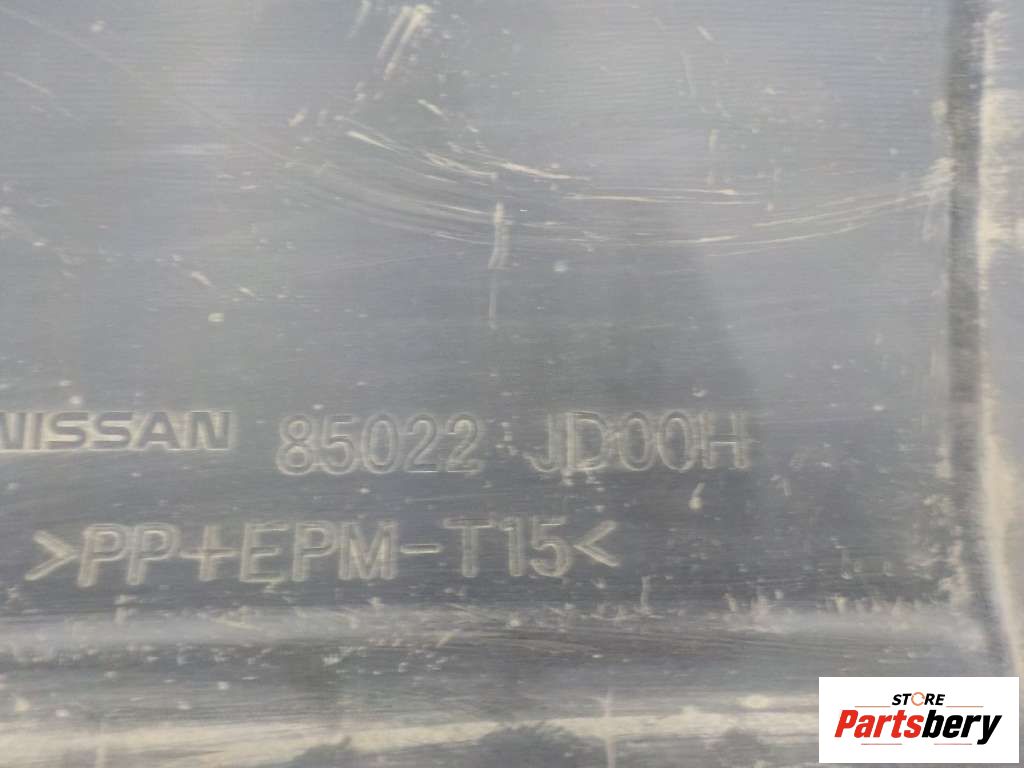 NISSAN 85022 JD00H
>PP+EPM-T15<
STORE
Partsbery